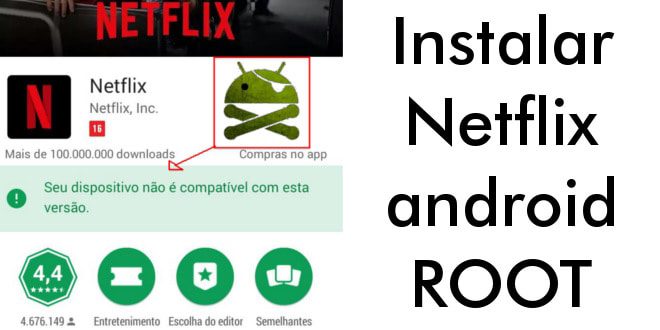 NETFLIX
N
Netflix
Netflix, Inc.
16
Mais de 100.000.000 downloads
Compras no app
Seu dispositivo não é compatível com esta
versão.
4,4
4.676.149
Entretenimento
Escolha do editor
Semelhantes
Instalar
Netflix
android
ROOT